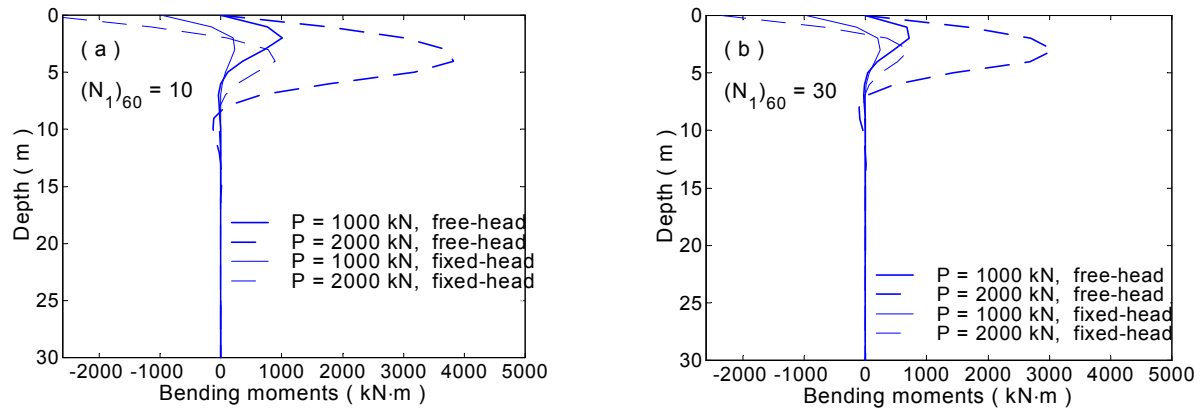 ( a )
(N1)60 = 10
0
5
10
15
20
25
30
Depth ( m )
P = 1000 kN, free-head
P = 2000 kN, free-head
P = 1000 kN, fixed-head
P = 2000 kN, fixed-head
-2000 -1000 0 1000 2000 3000 4000 5000
Bending moments ( kN·m )
( b )
(N1)60 = 30
0
5
10
15
20
25
30
Depth ( m )
P = 1000 kN, free-head
P = 2000 kN, free-head
P = 1000 kN, fixed-head
P = 2000 kN, fixed-head
-2000 -1000 0 1000 2000 3000 4000 5000
Bending moments ( kN·m )